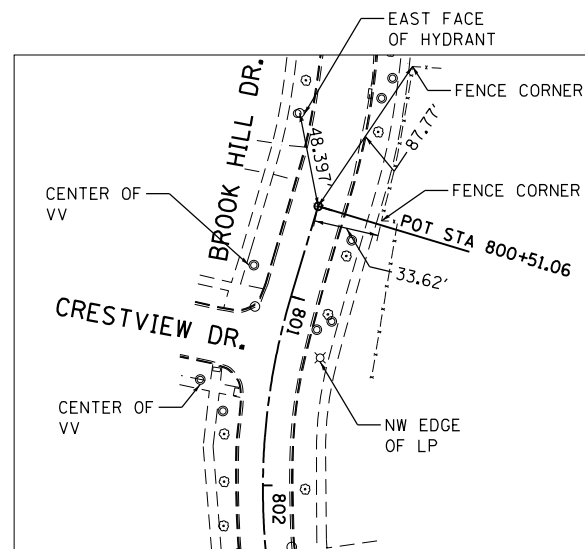 EAST FACE
OF HYDRANT
BROOK HILL DR.
FENCE CORNER
48.397'
87.77'
CENTER OF
VV
FENCE CORNER
POT STA 800+51.06
33.62'
801
CRESTVIEW DR.
CENTER OF
VV
NW EDGE
OF LP
802